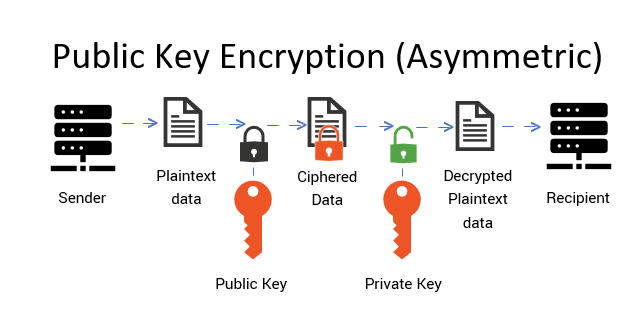 Public Key Encryption (Asymmetric)
Sender
Plaintext
data
Ciphered
Data
Decrypted
Plaintext
data
Recipient
Public Key
Private Key